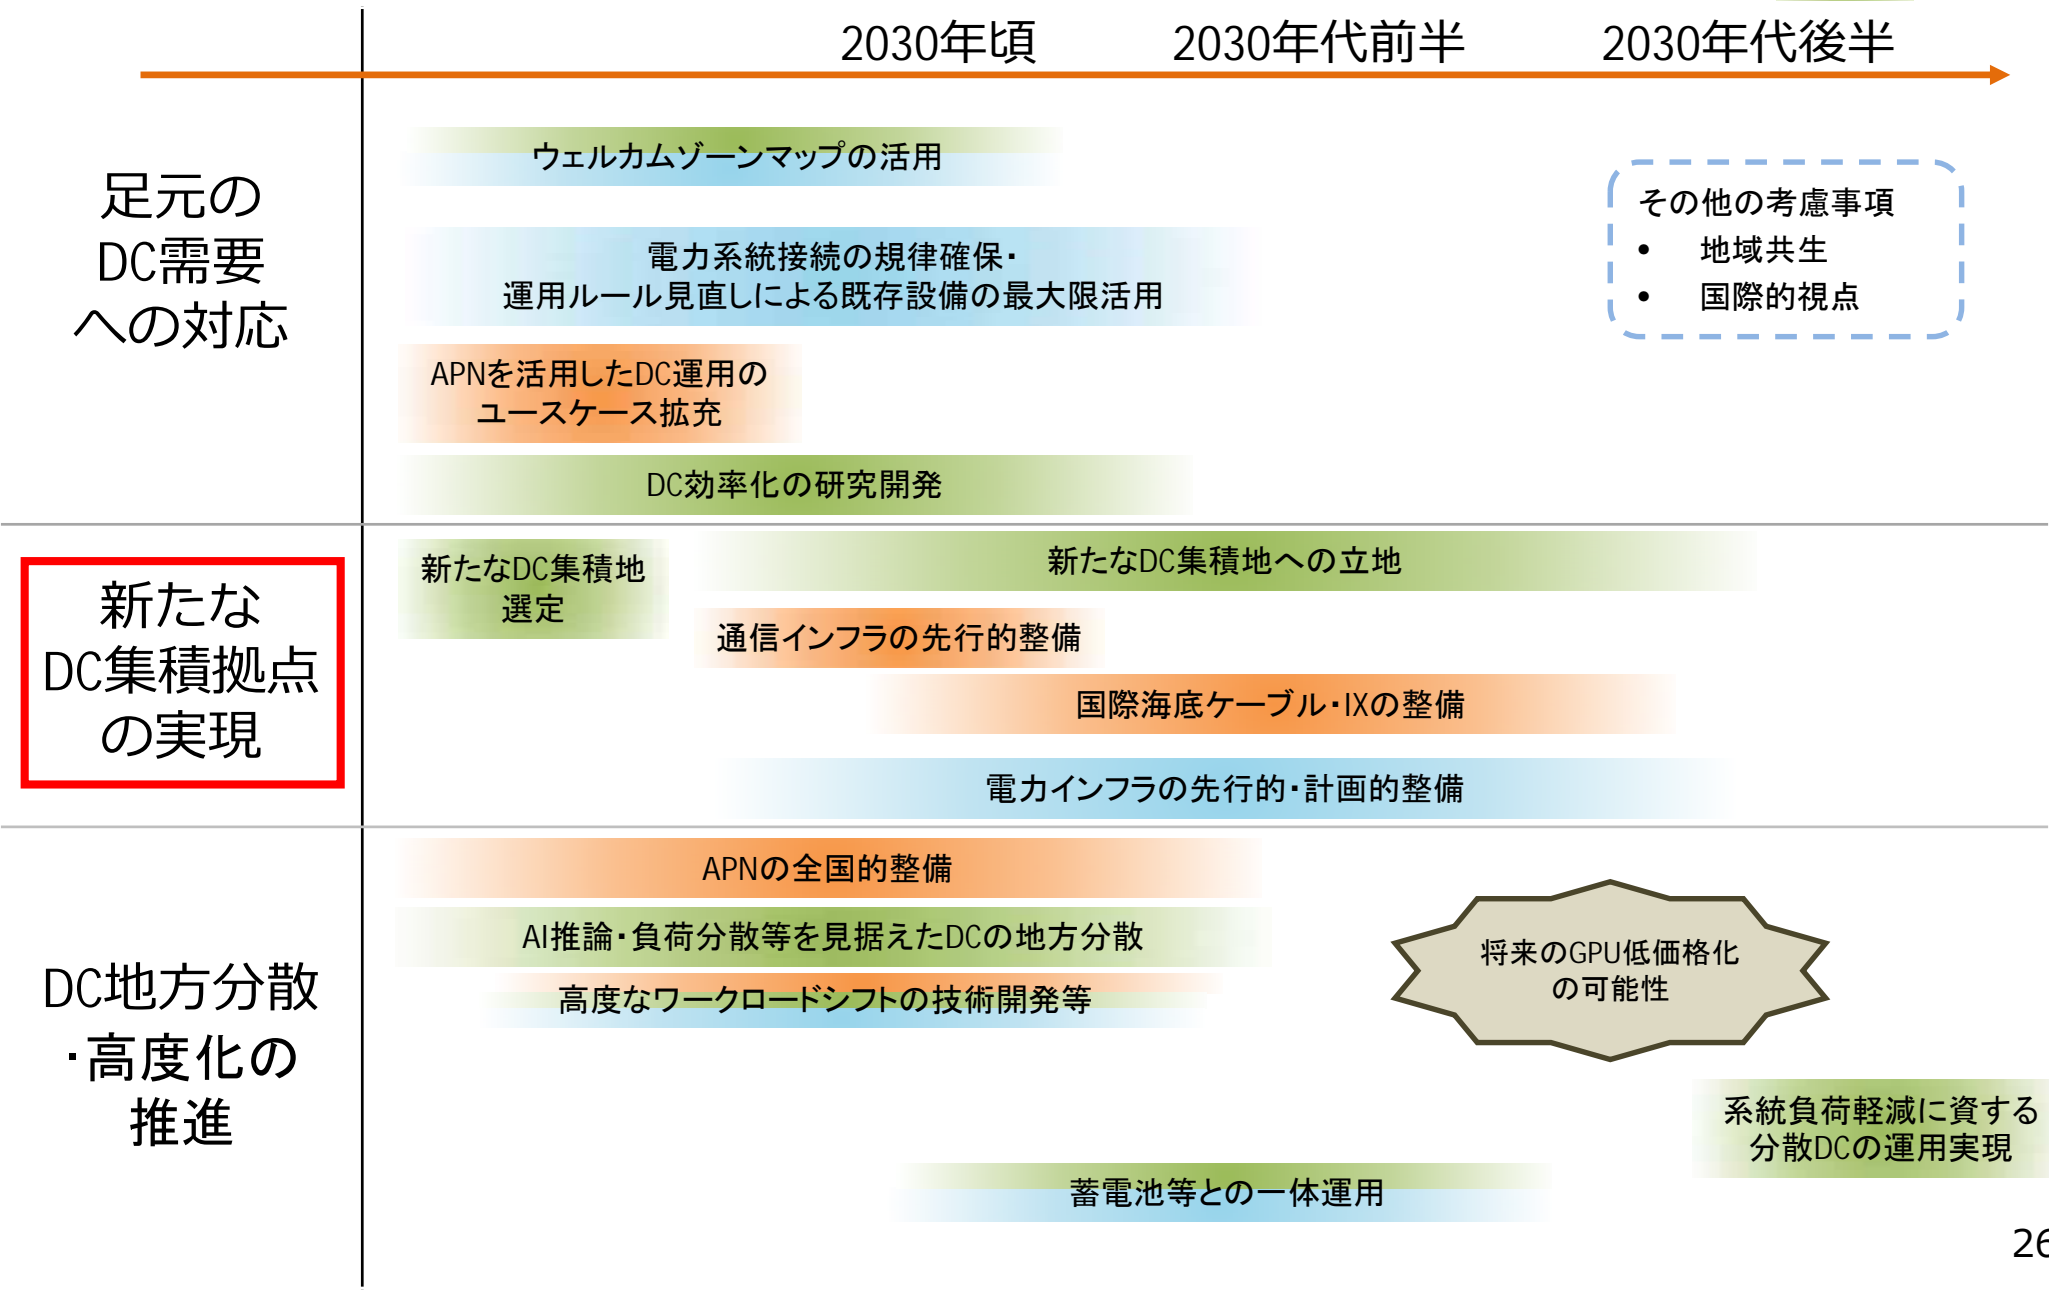 2030年頃
2030年代前半
2030年代後半
足元の
DC需要
への対応
ウェルカムゾーンマップの活用
電力系統接続の規律確保・
運用ルール見直しによる既存設備の最大限活用
APNを活用したDC運用の
ユースケース拡充
DC効率化の研究開発
その他の考慮事項
• 地域共生
• 国際的視点
新たな
DC集積拠点
の実現
新たなDC集積地
選定
新たなDC集積地への立地
通信インフラの先行的整備
国際海底ケーブル・IXの整備
電力インフラの先行的・計画的整備
DC地方分散
・高度化の
推進
APNの全国的整備
AI推論・負荷分散等を見据えたDCの地方分散
高度なワークロードシフトの技術開発等
将来のGPU低価格化
の可能性
系統負荷軽減に資する
分散DCの運用実現
蓄電池等との一体運用
26